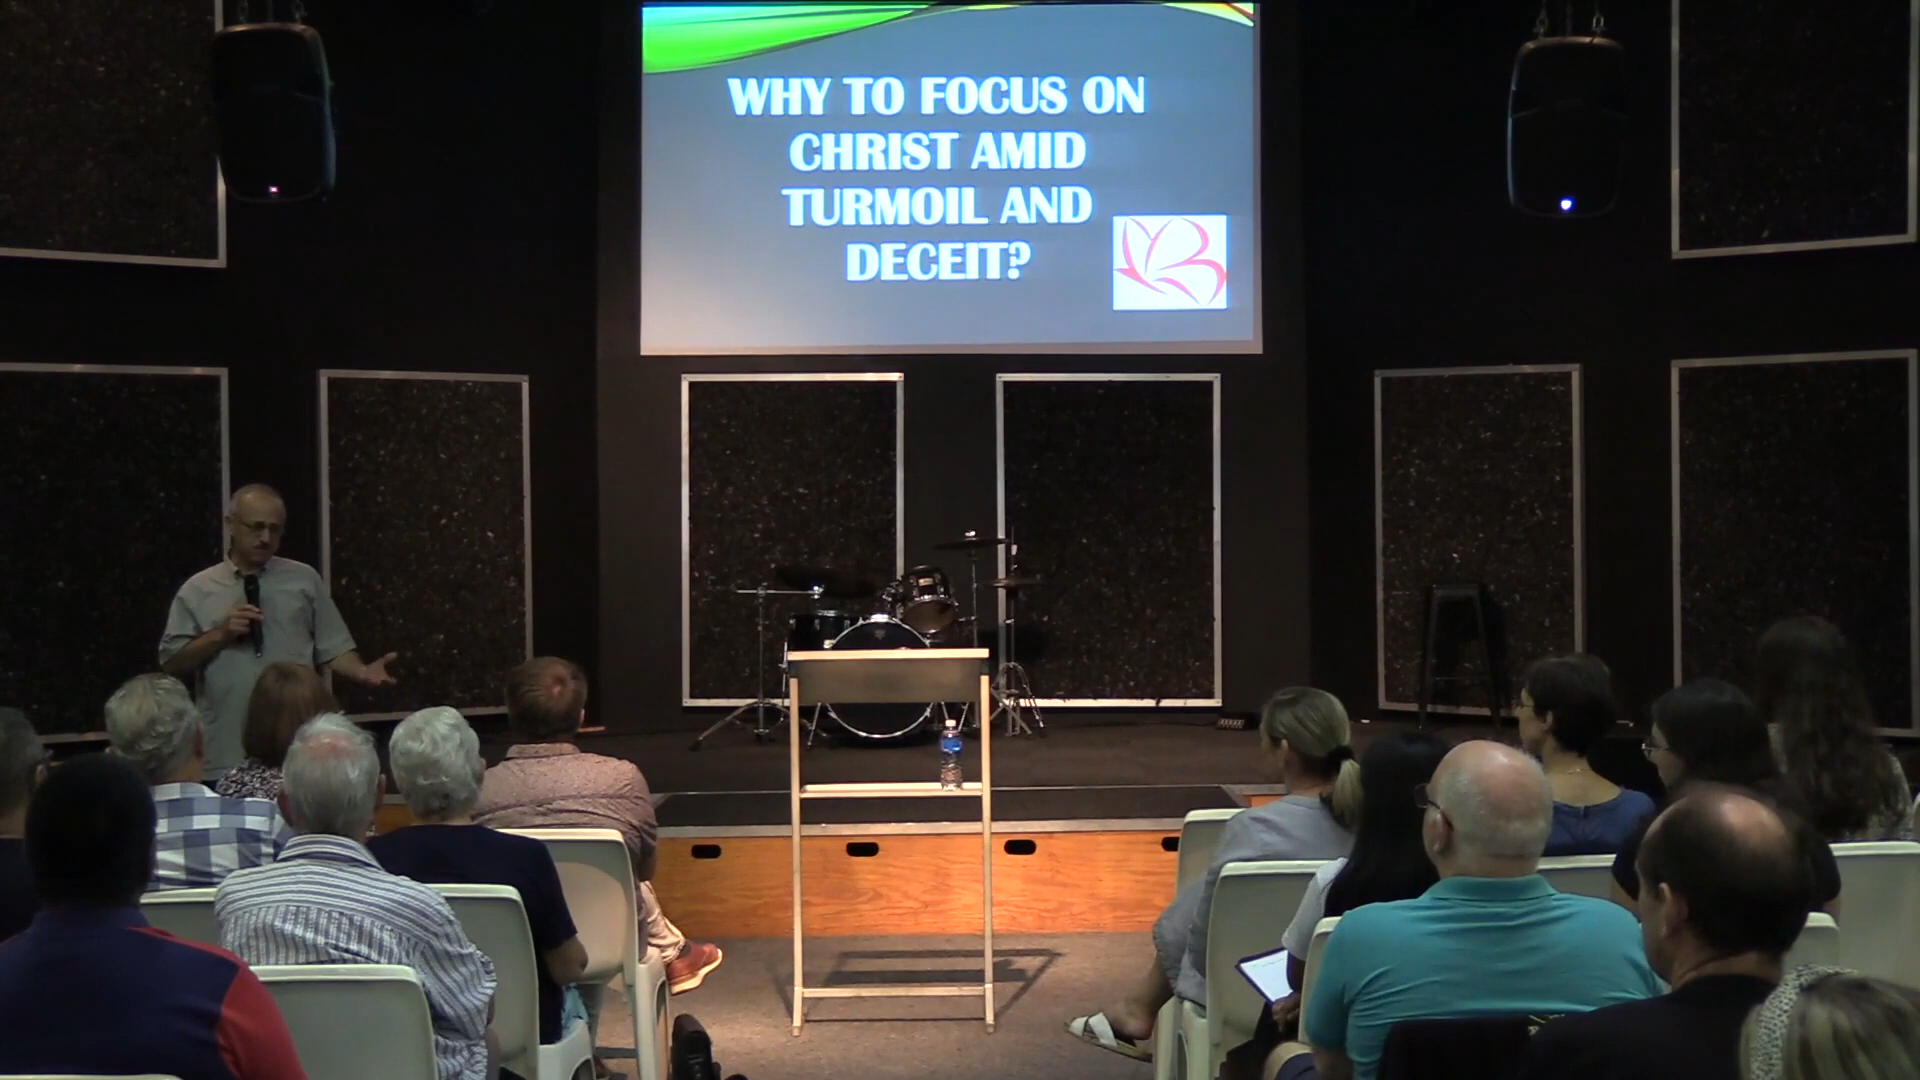 WHY TO FOCUS ON
CHRIST AMID
TURMOIL AND
DECEIT?